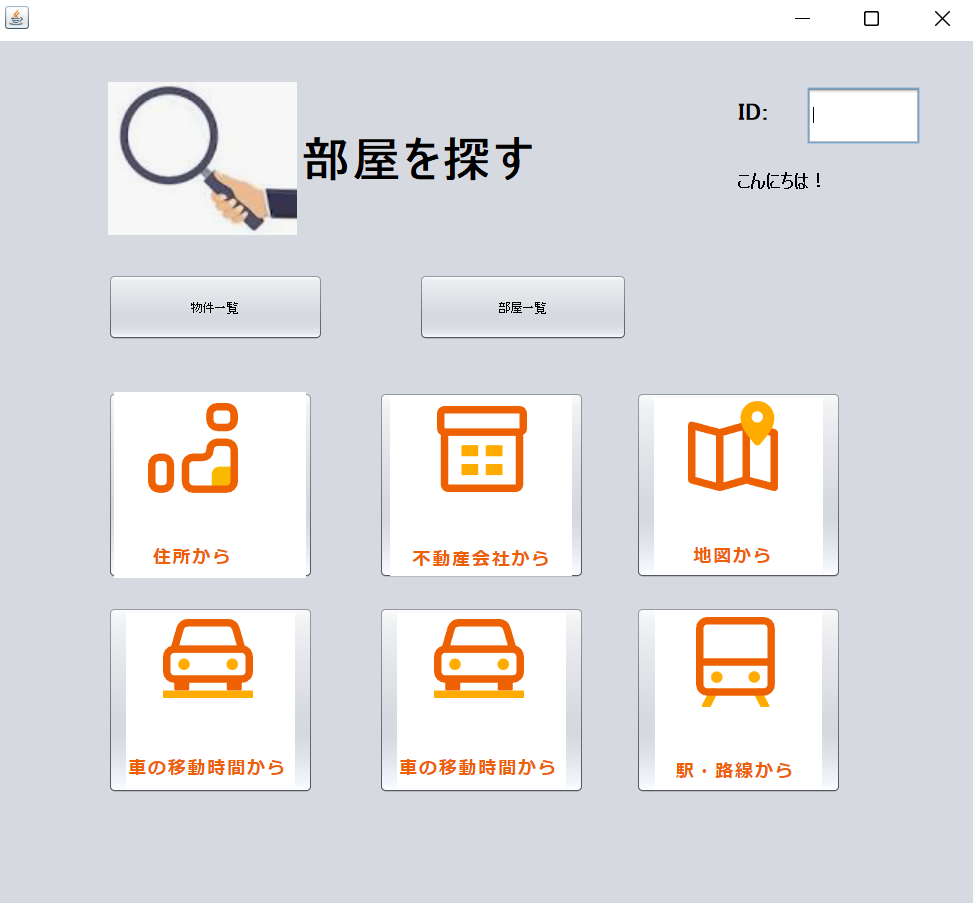 部屋を探す
ID:
こんにちは！
物件一覧
部屋一覧
住所から
不動産会社から
地図から
車の移動時間から
車の移動時間から
駅・路線から